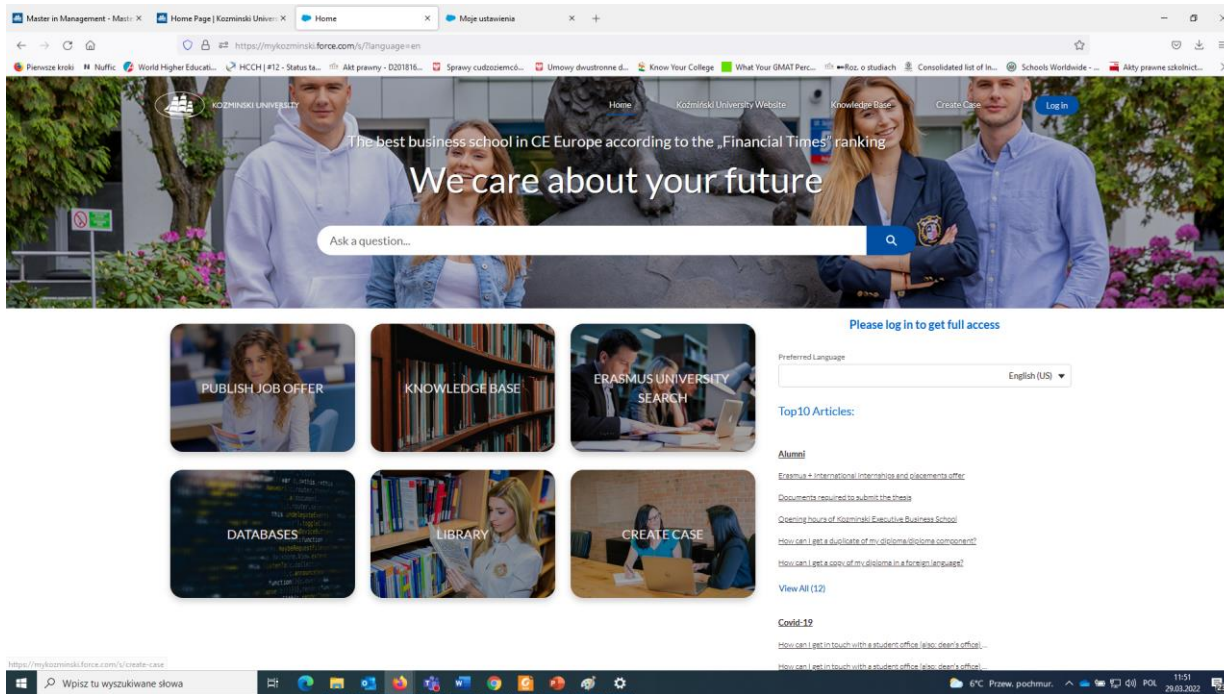 Master in Management - Maste
Home Page | Kozminski Univers
Home
Moje ustawienia
https://mykozminski.force.com/s/?language=en
Pierwsze kroki
Nuffic
World Higher Educati...
HCCH | #12 - Status ta...
Akt prawny - D201816...
Sprawy cudzoziemcó...
Umowy dwustronne d...
Know Your College
What Your GMAT Perc...
Roz. o studiach
Consolidated list of In...
Schools Worldwide - ...
Akty prawne szkolnict...
KOZMINSKI UNIVERSITY
Home
Koźmiński University Website
Knowledge Base
Create Case
Log in
The best business school in CE Europe according to the „Financial Times" ranking
We care about your future
Ask a question...
PUBLISH JOB OFFER
KNOWLEDGE BASE
ERASMUS UNIVERSITY
SEARCH
DATABASES
LIBRARY
CREATE CASE
Please log in to get full access
Preferred Language
English (US)
Top10 Articles:
Alumni
Erasmus + International internships and placements offer
Documents required to submit the thesis
Opening hours of Kozminski Executive Business School
How can I get a duplicate of my diploma/diploma component?
How can I get a copy of my diploma in a foreign language?
View All (12)
Covid-19
How can I get in touch with a student office (also: dean's office)...
How can I get in touch with a student office (also: dean's office)...
https://mykozminski.force.com/s/create-case
Wpisz tu wyszukiwane słowa
6°C Przew. pochmur.
POL
11:51
29.03.2022